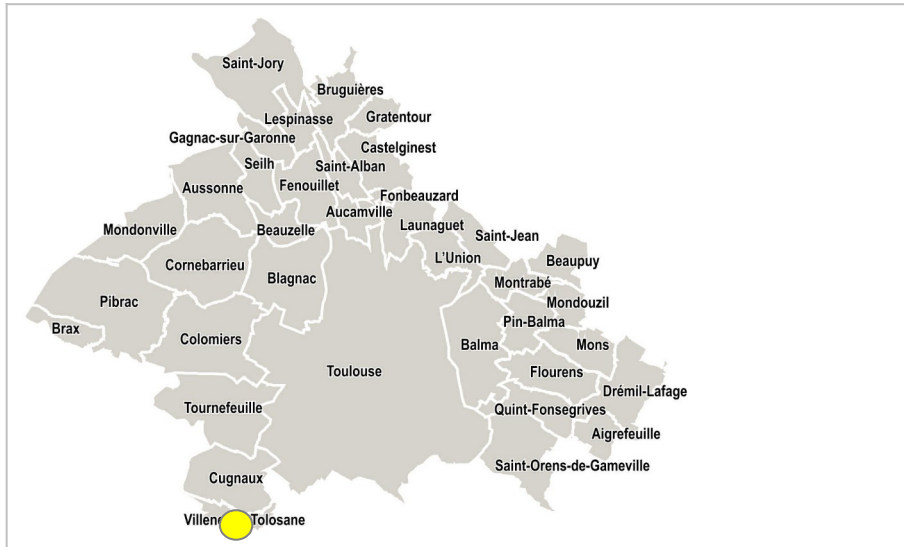 Saint-Jory
Bruguières
Lespinasse
Gratentour
Gagnac-sur-Garonne
Castelginest
Seilh
Saint-Alban
Fenouillet
Aussonne
Fonbeauzard
Aucamville
Launaguet
Mondonville
Beauzelle
Saint-Jean
L'Union
Beaupuy
Cornebarrieu
Blagnac
Montrabé
Pibrac
Mondouzil
Pin-Balma
Brax
Colomiers
Balma
Mons
Toulouse
Flourens
Drémil-Lafage
Tournefeuille
Quint-Fonsegrives
Aigrefeuille
Saint-Orens-de-Gameville
Cugnaux
Tolosane